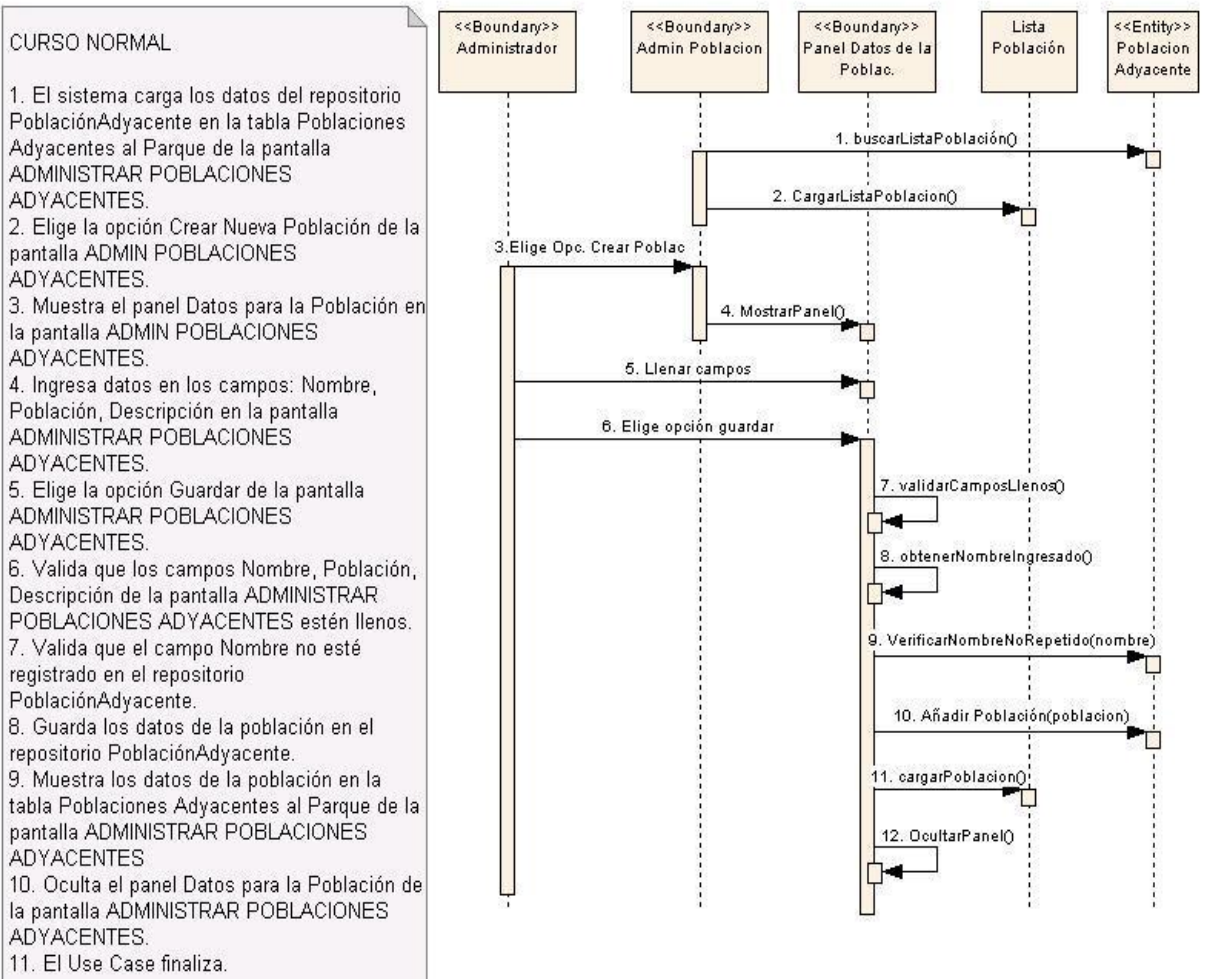 CURSO NORMAL
1. El sistema carga los datos del repositorio
PoblaciónAdyacente en la tabla Poblaciones
Adyacentes al Parque de la pantalla
ADMINISTRAR POBLACIONES
ADYACENTES.
2. Elige la opción Crear Nueva Población de la
pantalla ADMIN POBLACIONES
ADYACENTES.
3. Muestra el panel Datos para la Población en
la pantalla ADMIN POBLACIONES
ADYACENTES.
4. Ingresa datos en los campos: Nombre,
Población, Descripción en la pantalla
ADMINISTRAR POBLACIONES
ADYACENTES.
5. Elige la opción Guardar de la pantalla
ADMINISTRAR POBLACIONES
ADYACENTES.
6. Valida que los campos Nombre, Población,
Descripción de la pantalla ADMINISTRAR
POBLACIONES ADYACENTES estén llenos.
7. Valida que el campo Nombre no esté
registrado en el repositorio
PoblaciónAdyacente.
8. Guarda los datos de la población en el
repositorio PoblaciónAdyacente.
9. Muestra los datos de la población en la
tabla Poblaciones Adyacentes al Parque de la
pantalla ADMINISTRAR POBLACIONES
ADYACENTES
10. Oculta el panel Datos para la Población de
la pantalla ADMINISTRAR POBLACIONES
ADYACENTES.
11. El Use Case finaliza.
<<Boundary>>
Administrador
<<Boundary>>
Admin Poblacion
<<Boundary>>
Panel Datos de la
Poblac.
Lista
Población
<<Entity>>
Poblacion
Adyacente
1. buscarListaPoblación()
2. CargarListaPoblacion()
3.Elige Opc. Crear Poblac
4. MostrarPanel()
5. Llenar campos
6. Elige opción guardar
7. validarCamposLlenos()
8. obtenerNombreIngresado()
9. VerificarNombreNoRepetido(nombre)
10. Añadir Población(poblacion)
11. cargarPoblacion()
12. OcultarPanel()